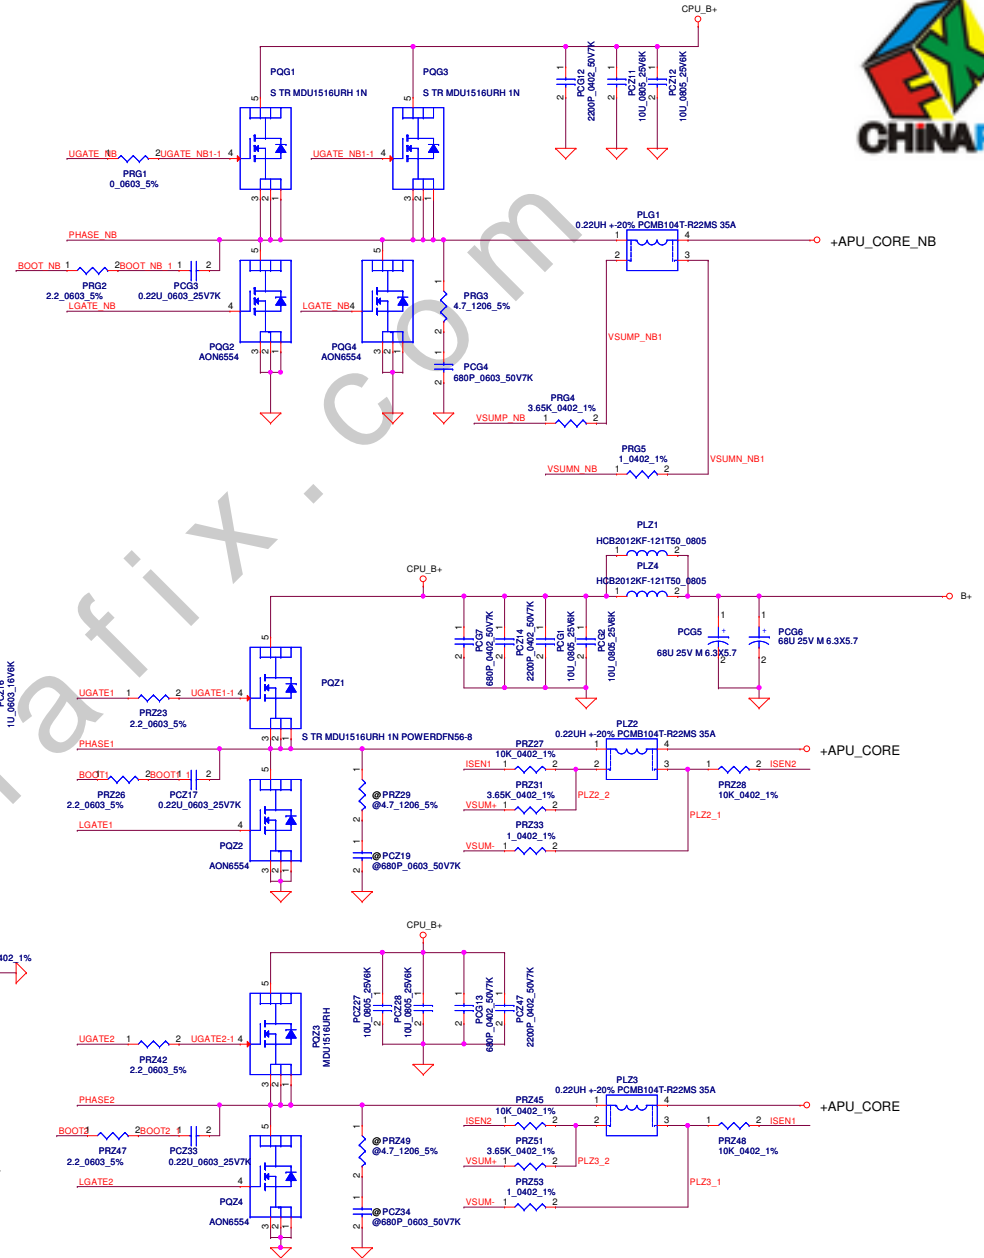 CPU_B+
CHiNAF
PQG1
S TR MDU1516URH 1N
PQG3
S TR MDU1516URH 1N
PCG12
2200P_0402_50V7K
PCZ11
10U_0805_25V6K
PCZ12
10U_0805_25V6K
UGATE_NB
UGATE_NB1-1
UGATE_NB1-1
PRG1
0_0603_5%
PHASE_NB
PLG1
0.22UH +-20% PCMB104T-R22MS 35A
+APU_CORE_NB
BOOT_NB
BOOT_NB_1
PRG2
2.2_0603_5%
PCG3
0.22U_0603_25V7K
LGATE_NB
LGATE_NB
PRG3
4.7_1206_5%
VSUMP_NB1
PQG2
AON6554
PQG4
AON6554
PCG4
680P_0603_50V7K
PRG4
3.65K_0402_1%
VSUMP_NB
PRG5
1_0402_1%
VSUMN_NB
VSUMN_NB1
afix.com
PLZ1
HCB2012KF-121T50_0805
PLZ4
HCB2012KF-121T50_0805
CPU_B+
B+
PCG7
680P_0402_50V7K
PCZ14
2200P_0402_50V7K
PCG1
10U_0805_25V6K
PCG2
10U_0805_25V6K
PCG5
68U 25V M 6.3X5.7
PCG6
68U 25V M 6.3X5.7
1U_0603_16V6K
PQZ1
UGATE1
UGATE1-1
PRZ23
2.2_0603_5%
S TR MDU1516URH 1N POWERDFN56-8
PHASE1
PLZ2
0.22UH +-20% PCMB104T-R22MS 35A
+APU_CORE
BOOT1
BOOT1_1
PRZ26
2.2_0603_5%
PCZ17
0.22U_0603_25V7K
LGATE1
PQZ2
AON6554
@PRZ29
@4.7_1206_5%
@PCZ19
@680P_0603_50V7K
PRZ27
10K_0402_1%
ISEN1
PRZ31
3.65K_0402_1%
VSUM+
PLZ2_2
PRZ33
1_0402_1%
VSUM-
ISEN2
PRZ28
10K_0402_1%
PLZ2_1
402_1%
CPU_B+
PCZ27
10U_0805_25V6K
PCZ28
10U_0805_25V6K
PCG13
680P_0402_50V7K
PCZ47
2200P_0402_50V7K
PQZ3
MDU1516URH
UGATE2
UGATE2-1
PRZ42
2.2_0603_5%
PHASE2
PLZ3
0.22UH +-20% PCMB104T-R22MS 35A
+APU_CORE
BOOT2
BOOT2_1
PRZ47
2.2_0603_5%
PCZ33
0.22U_0603_25V7K
LGATE2
PQZ4
AON6554
@PRZ49
@4.7_1206_5%
@PCZ34
@680P_0603_50V7K
PRZ45
10K_0402_1%
ISEN2
PRZ51
3.65K_0402_1%
VSUM+
PLZ3_2
PRZ53
1_0402_1%
VSUM-
ISEN1
PRZ48
10K_0402_1%
PLZ3_1